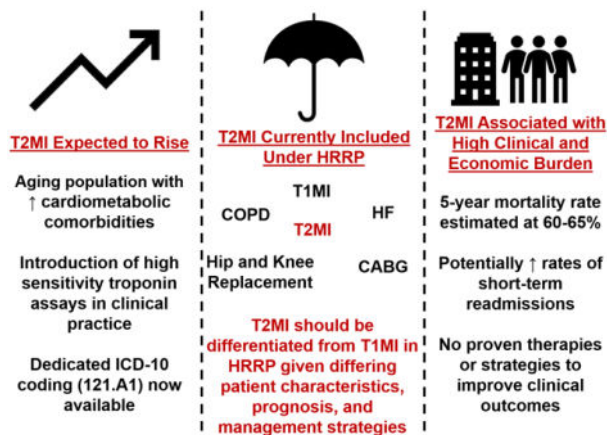 T2MI Expected to Rise
Aging population with
↑ cardiometabolic
comorbidities
Introduction of high
sensitivity troponin
assays in clinical
practice
Dedicated ICD-10
coding (121.A1) now
available
T2MI Currently Included
Under HRRP
T1MI
COPD
HF
T2MI
Hip and Knee
Replacement
CABG
T2MI should be
differentiated from T1MI in
HRRP given differing
patient characteristics,
prognosis, and
management strategies
T2MI Associated with
High Clinical and
Economic Burden
5-year mortality rate
estimated at 60-65%
Potentially ↑ rates of
short-term
readmissions
No proven therapies
or strategies to
improve clinical
outcomes